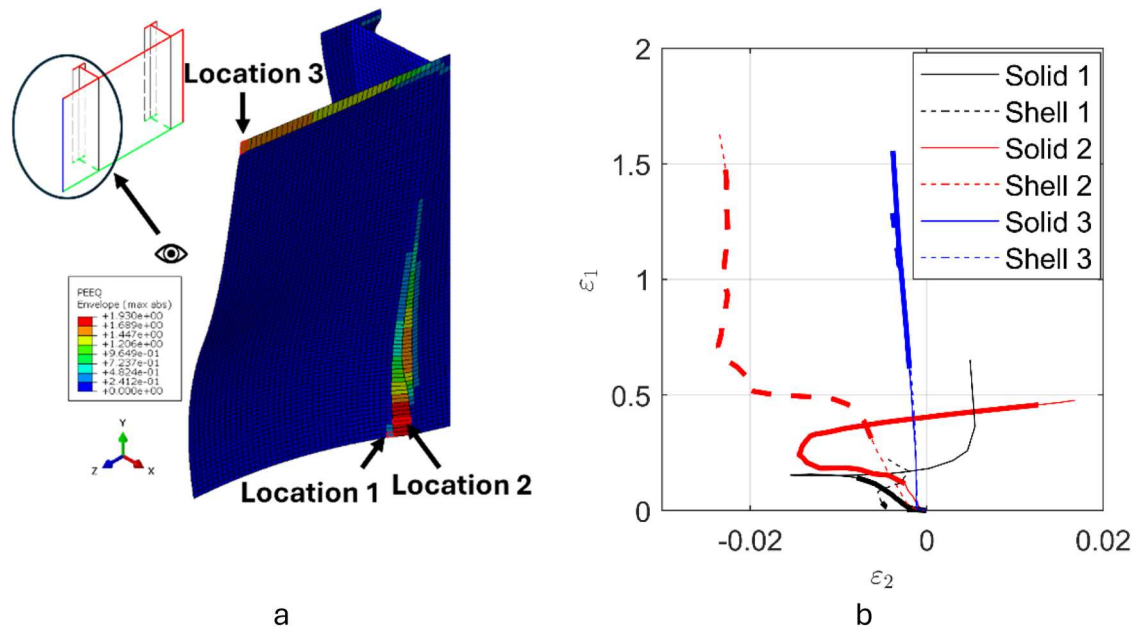 Location 3
PEEQ
Envelope (max abs)
+1.930e+00
+1.689e+00
+1.447e+00
+1.206e+00
+9.649e-01
+7.237e-01
+4.824e-01
+2.412e-01
+0.000e+00
Y
Z
X
Location 1
Location 2
a
2
1.5
1
0.5
0
ε1
-0.02
0
0.02
ε2
Solid 1
Shell 1
Solid 2
Shell 2
Solid 3
Shell 3
b